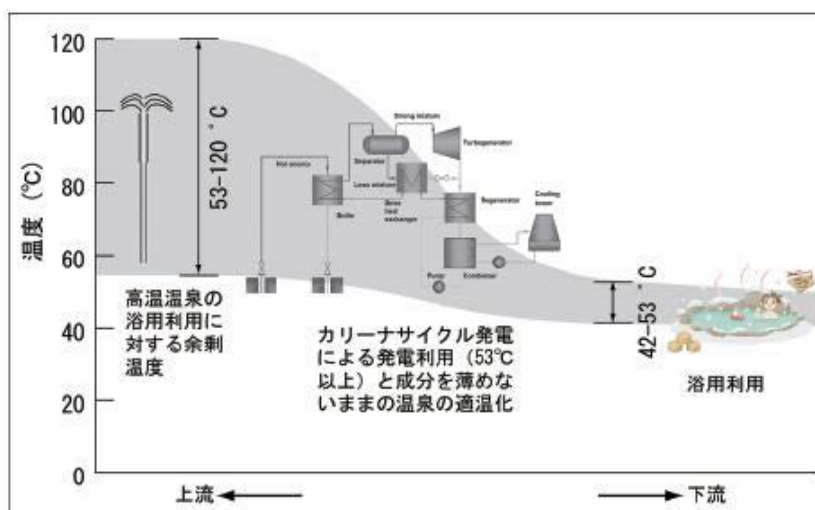 温度 (℃)
120
100
80
60
40
20
0
53-120°C
高温温泉の
浴用利用に
対する余剰
温度
Hot source
Boile
Separator
Strong mixture
Turbogenerator
Lean mixture
heat
exchanger
Regenerator
Cooling
tower
Pump
Condenser
カリーナサイクル発電
による発電利用（53℃
以上）と成分を薄めな
いままの温泉の適温化
42-53°C
浴用利用
上流
下流